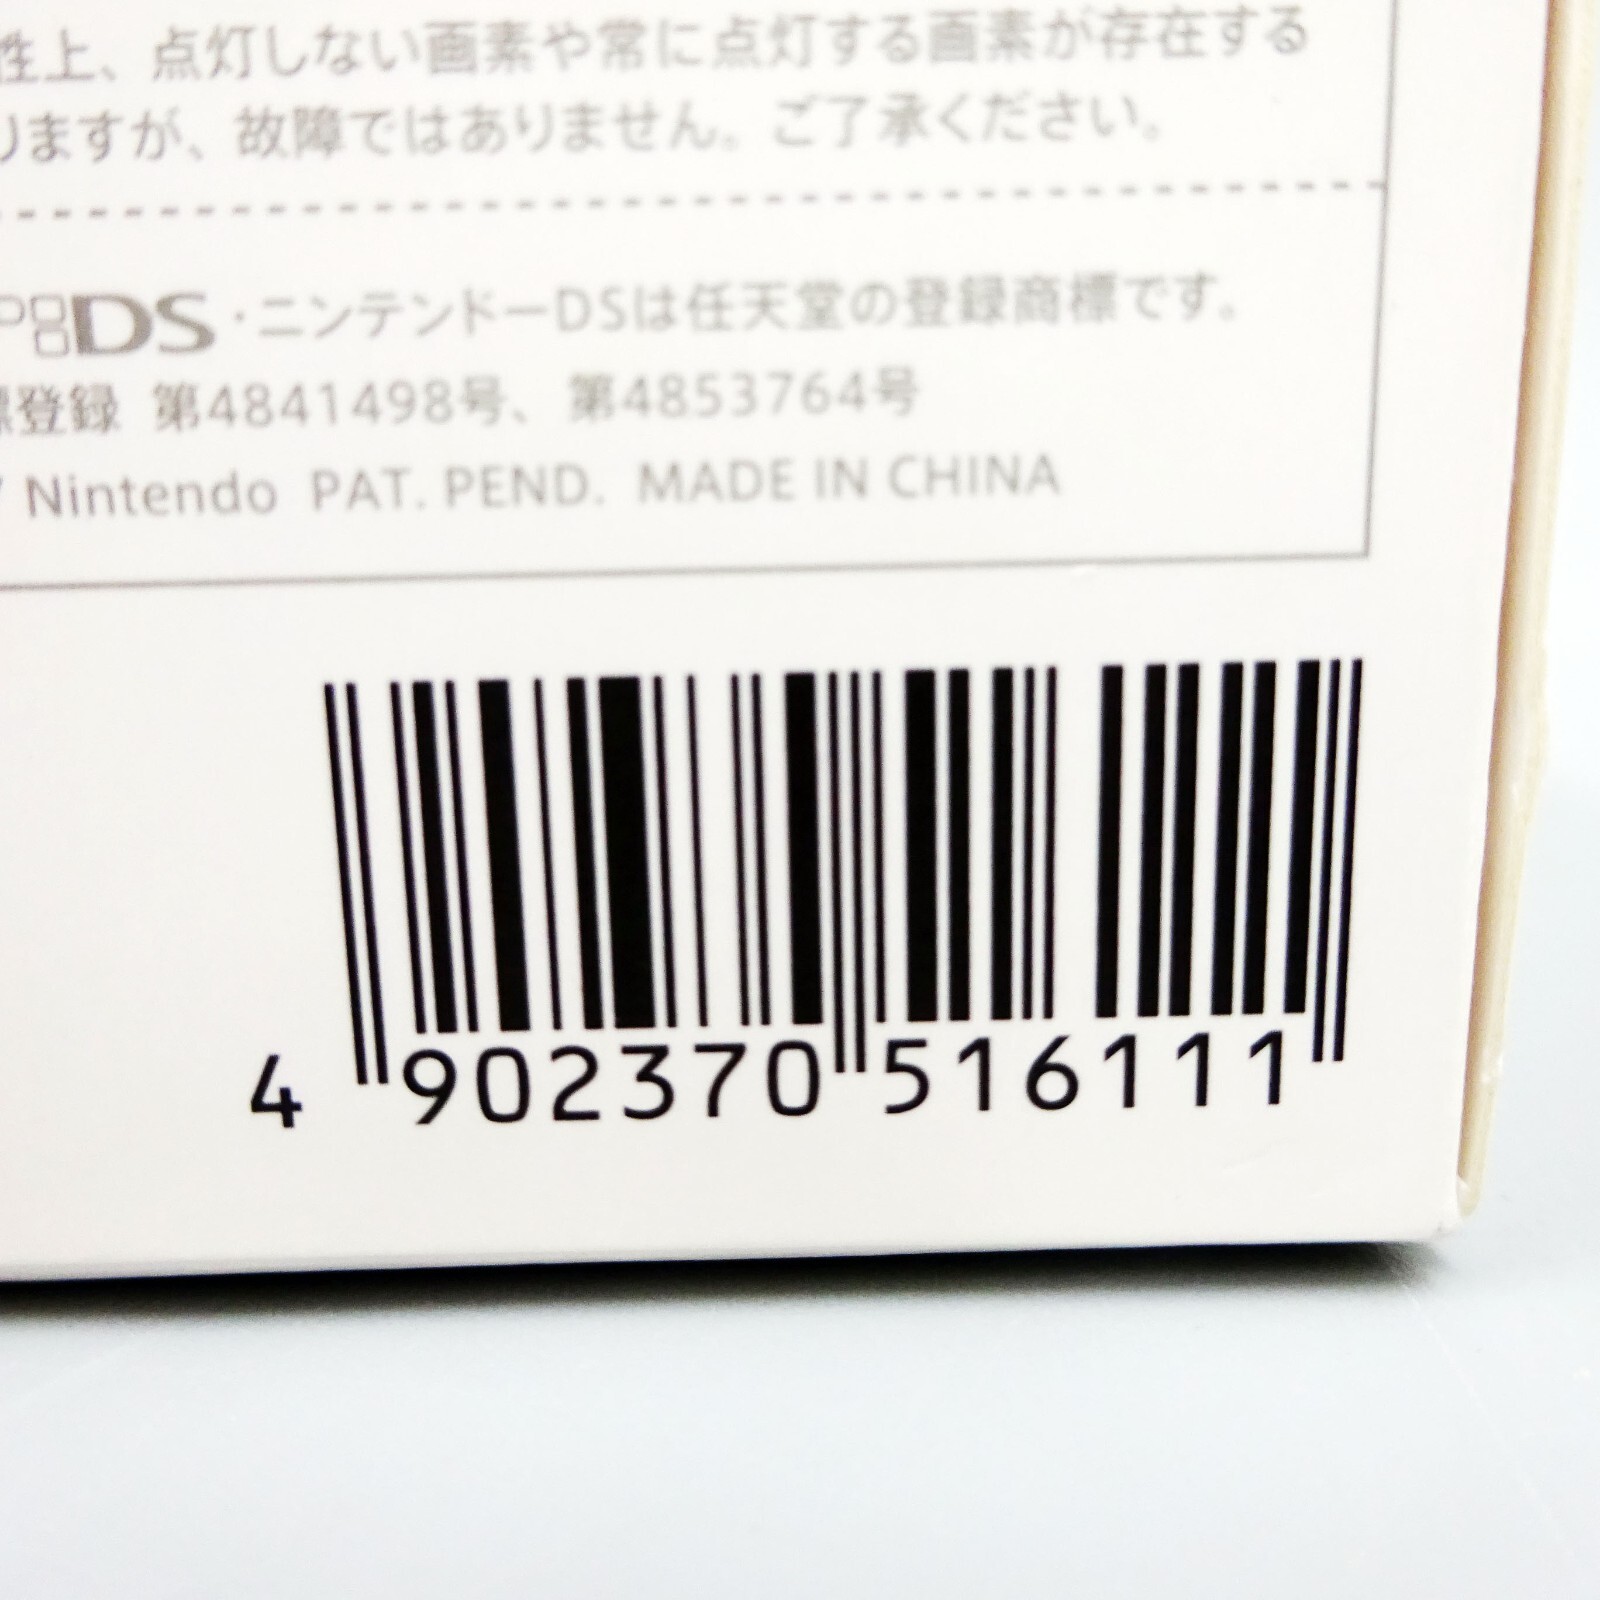 性上、点灯しない画素や常に点灯する画素が存在する
りますが、故障ではありません。ご了承ください。
DS・ニンテンドーDSは任天堂の登録商標です。
標登録 第4841498号、第4853764号
Nintendo PAT. PEND. MADE IN CHINA
4 902370 516111